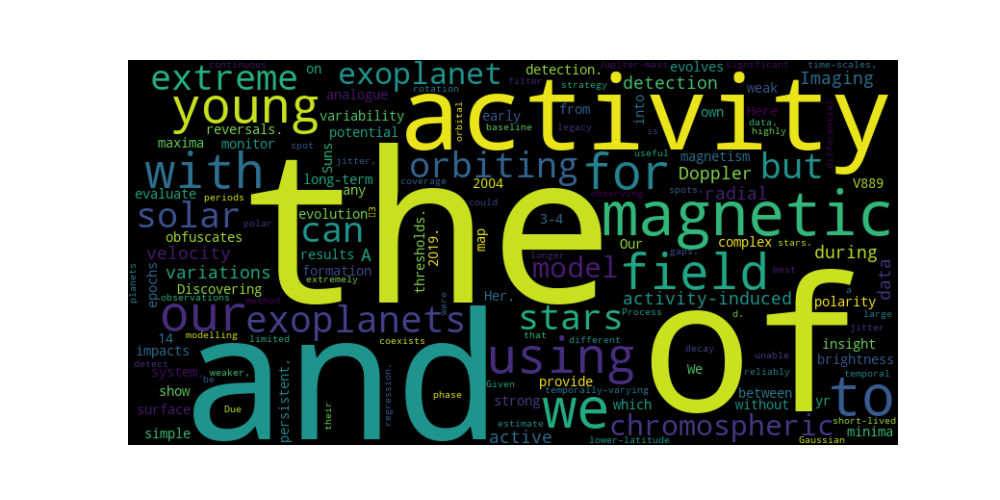 continuous Jupiter-mass significant
extreme on exoplanet detection. evolves time-scales, Imaging
rotation filter strategy detection
young analogue activity orbital early from into weak own Here
reversals. variability baseline legacy is data, highly differential
maxima monitor potential spot Suns jitter, useful magnetism
with long-term any coverage orbiting for Doppler but
evaluate periods 2004 observing spots. radial V889
solar evolution can the could magnetic
polar 3-4 thresholds. 2019. map
obfuscates Our complex stars. during
velocity results A longer gaps. best
epochs variations formation model field data
planets Discovering extremely
observations method. were Her. activity-induced a polarity
our exoplanets stars Process d. large
14 modelling limited coexists that different jitter
impacts using decay unable insight
detect system weaker, and of We reliably brightness
be show phase Given temporally-varying between temporal
provide
surface Due persistent. their regression. strong we which without yr to
estimate short-lived
simple active lower-latitude chromospheric Gaussian minima